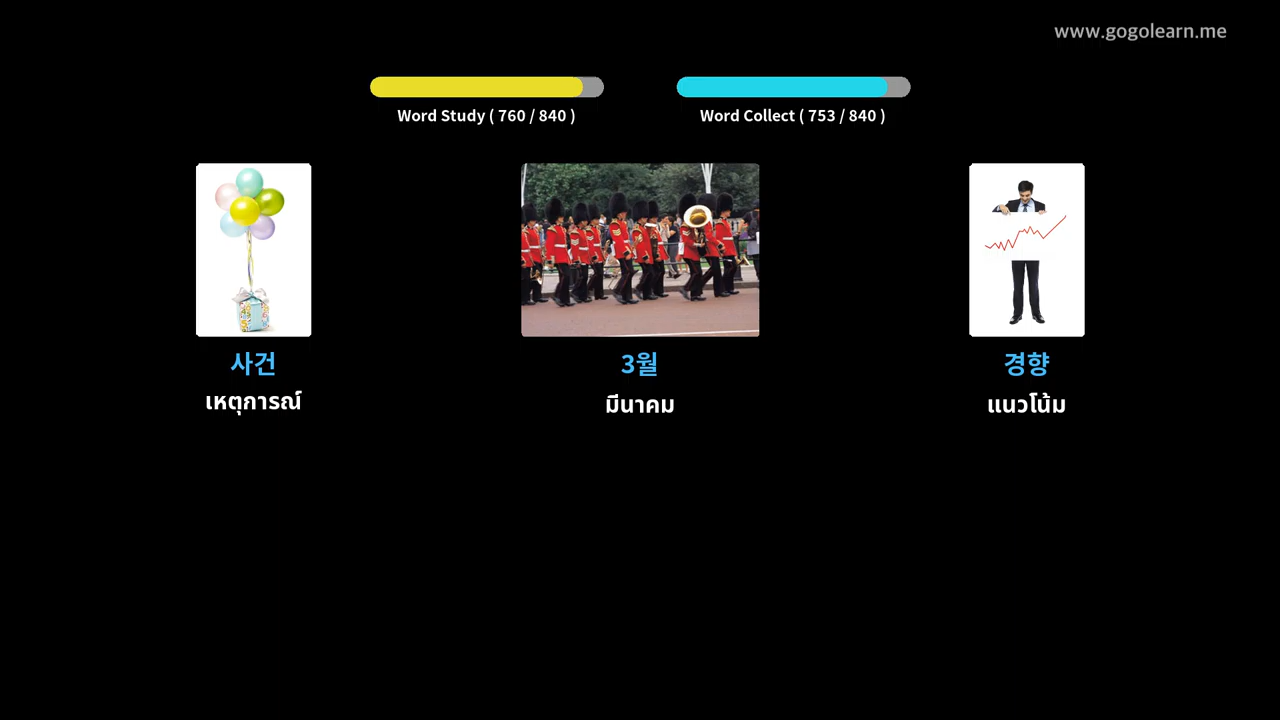 www.gogolearn.me
Word Study ( 760 / 840 )
Word Collect ( 753 / 840 )
사건
เหตุการณ์
3월
มีนาคม
경향
แนวโน้ม